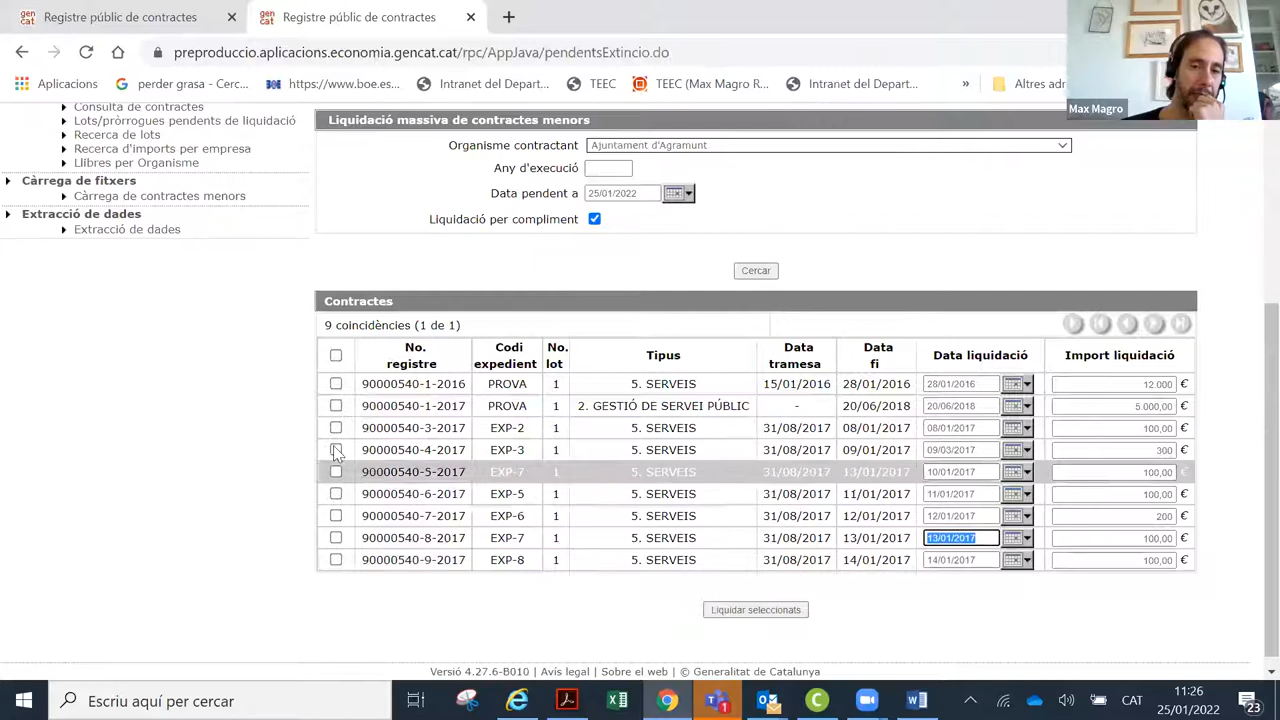 gen
cat
Registre públic de contractes
gen
cat
Registre públic de contractes
preproduccio.aplicacions.economia.gencat.cat/rpc/AppJava/pendentsExtincio.do
Aplicacions
perder grasa - Cerc...
https://www.boe.es...
Intranet del Depart...
TEEC
TEEC (Max Magro R...
Intranet del Depart...
»
Altres adr
Max Magro
Consulta de contractes
Lots/pròrrogues pendents de liquidació
Recerca de lots
Recerca d'imports per empresa
Llibres per Organisme
Càrrega de fitxers
Càrrega de contractes menors
Extracció de dades
Extracció de dades
Liquidació massiva de contractes menors
Organisme contractant Ajuntament d'Agramunt
Any d'execució
Data pendent a 25/01/2022
Liquidació per compliment
Cercar
Contractes
9 coincidències (1 de 1)
No. registre Codi expedient No. lot Tipus Data tramesa Data fi Data liquidació Import liquidació
90000540-1-2016 PROVA 1 5. SERVEIS 15/01/2016 28/01/2016 28/01/2016 12.000 €
90000540-1-2017 PROVA 1 2. GESTIÓ DE SERVEI PÚBLIC - 20/06/2018 20/06/2018 5.000,00 €
90000540-3-2017 EXP-2 1 5. SERVEIS 31/08/2017 08/01/2017 08/01/2017 100,00 €
90000540-4-2017 EXP-3 1 5. SERVEIS 31/08/2017 09/01/2017 09/03/2017 300 €
90000540-5-2017 EXP-7 1 5. SERVEIS 31/08/2017 13/01/2017 10/01/2017 100,00 €
90000540-6-2017 EXP-5 1 5. SERVEIS 31/08/2017 11/01/2017 11/01/2017 100,00 €
90000540-7-2017 EXP-6 1 5. SERVEIS 31/08/2017 12/01/2017 12/01/2017 200 €
90000540-8-2017 EXP-7 1 5. SERVEIS 31/08/2017 13/01/2017 13/01/2017 100,00 €
90000540-9-2017 EXP-8 1 5. SERVEIS 31/08/2017 14/01/2017 14/01/2017 100,00 €
Liquidar seleccionats
Versió 4.27.6-B010 | Avís legal | Sobre el web | © Generalitat de Catalunya
Escriu aquí per cercar
1
CAT
11:26
25/01/2022
23